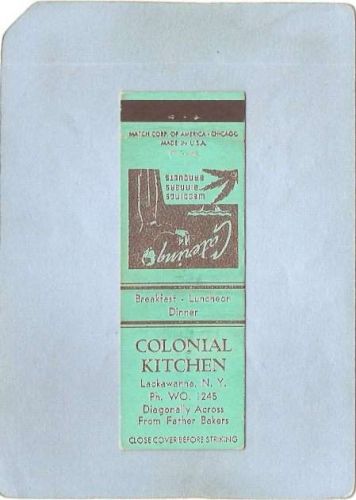 MATCH CORP. OF AMERICA · CHICAGO
MADE IN U.S.A.
Catering
WEDDINGS
DINNERS
BANQUETS
Breakfast - Luncheon
Dinner
COLONIAL
KITCHEN
Lackawanna, N. Y.
Ph. WO. 1245
Diagonally Across
From Father Bakers
CLOSE COVER BEFORE STRIKING